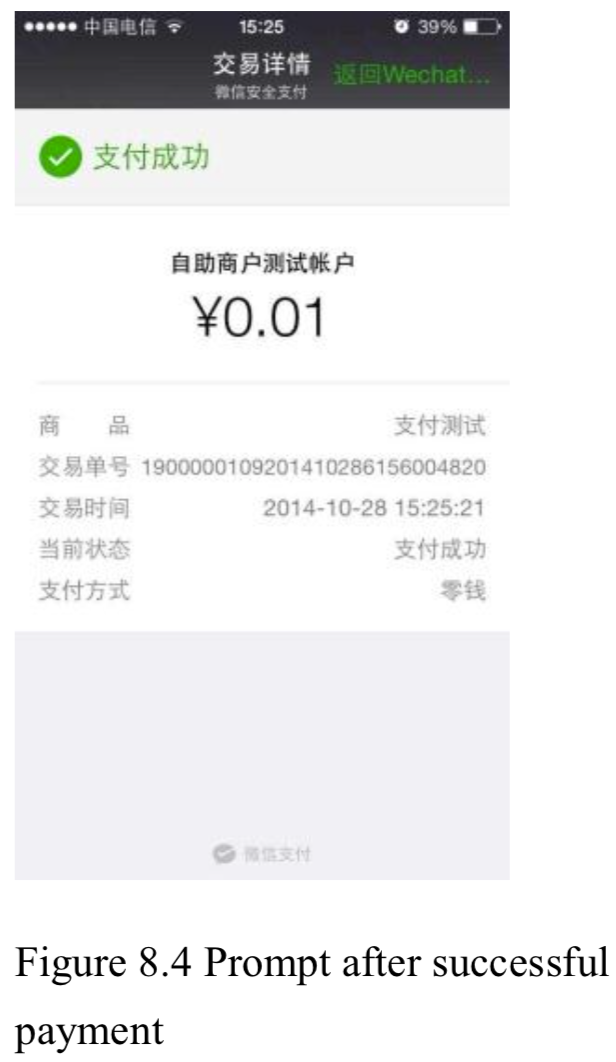 中国电信 15:25 39%
交易详情
微信安全支付
返回Wechat...
支付成功
自助商户测试帐户
¥0.01
商 品 支付测试
交易单号 1900000109201410286156004820
交易时间 2014-10-28 15:25:21
当前状态 支付成功
支付方式 零钱
微信支付
Figure 8.4 Prompt after successful
payment